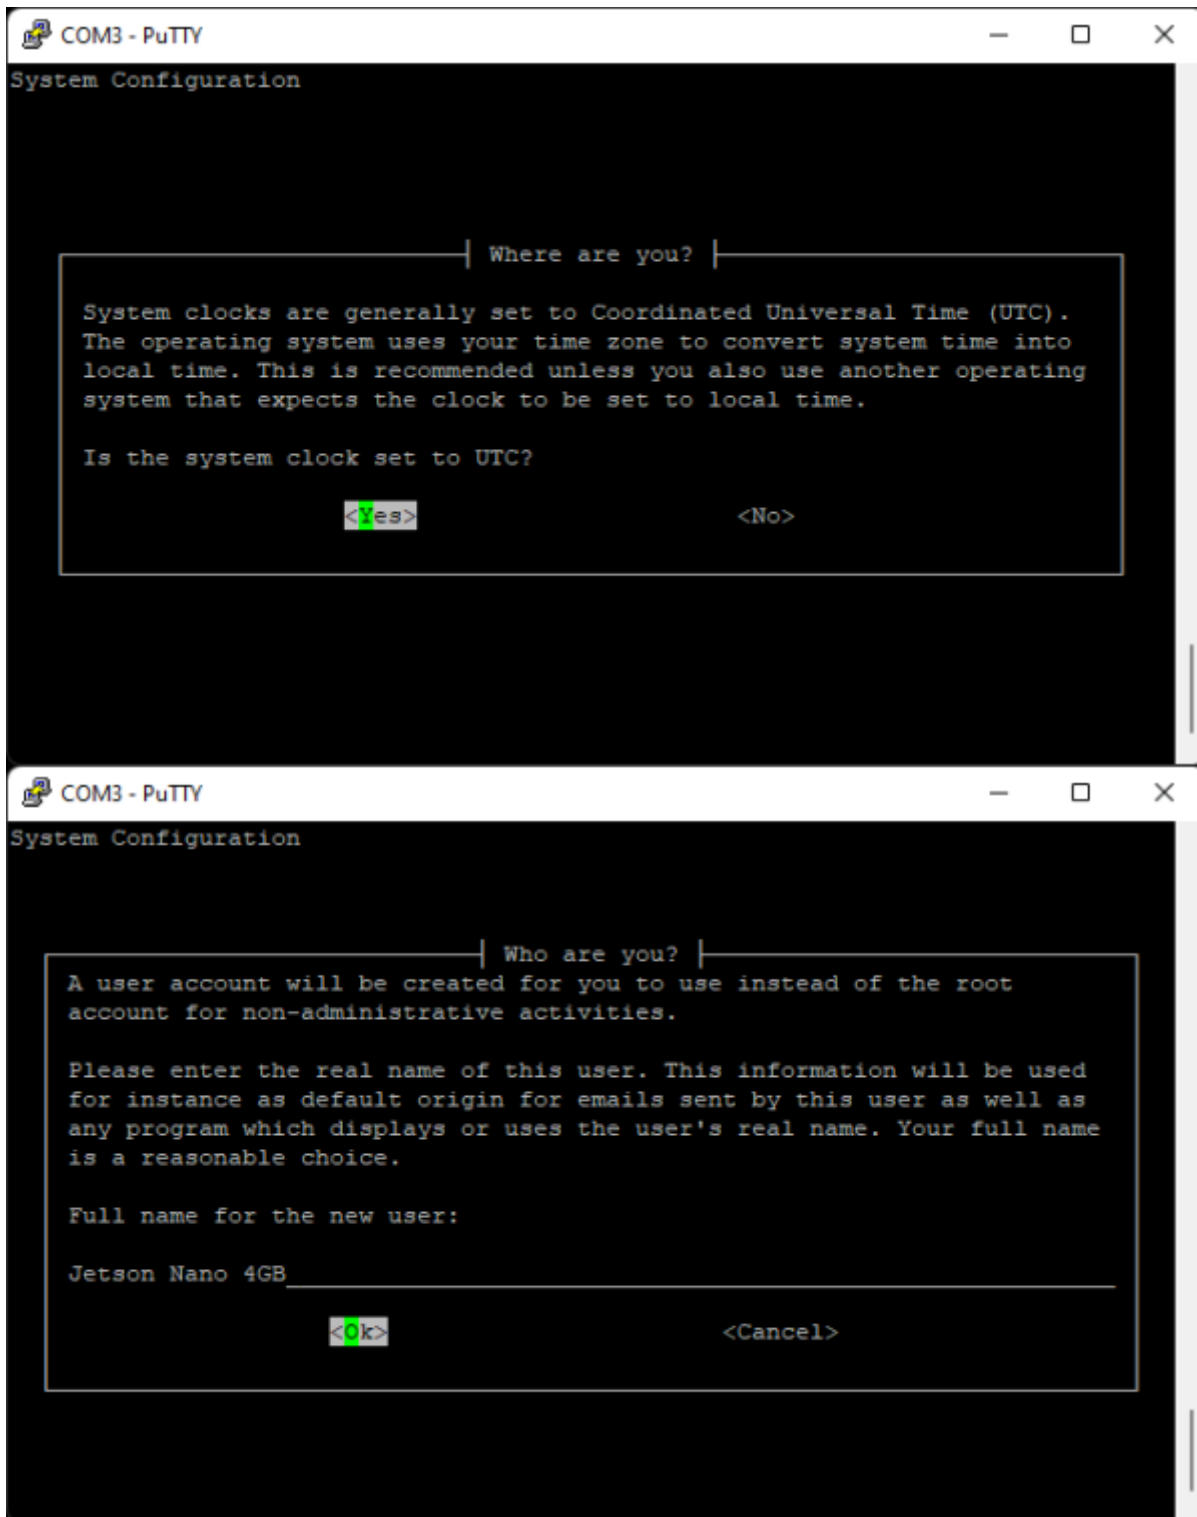 COM3 - PuTTY
System Configuration
Where are you?
System clocks are generally set to Coordinated Universal Time (UTC).
The operating system uses your time zone to convert system time into
local time. This is recommended unless you also use another operating
system that expects the clock to be set to local time.
Is the system clock set to UTC?
<Yes> <No>
COM3 - PuTTY
System Configuration
Who are you?
A user account will be created for you to use instead of the root
account for non-administrative activities.
Please enter the real name of this user. This information will be used
for instance as default origin for emails sent by this user as well as
any program which displays or uses the user's real name. Your full name
is a reasonable choice.
Full name for the new user:
Jetson Nano 4GB
<Ok> <Cancel>